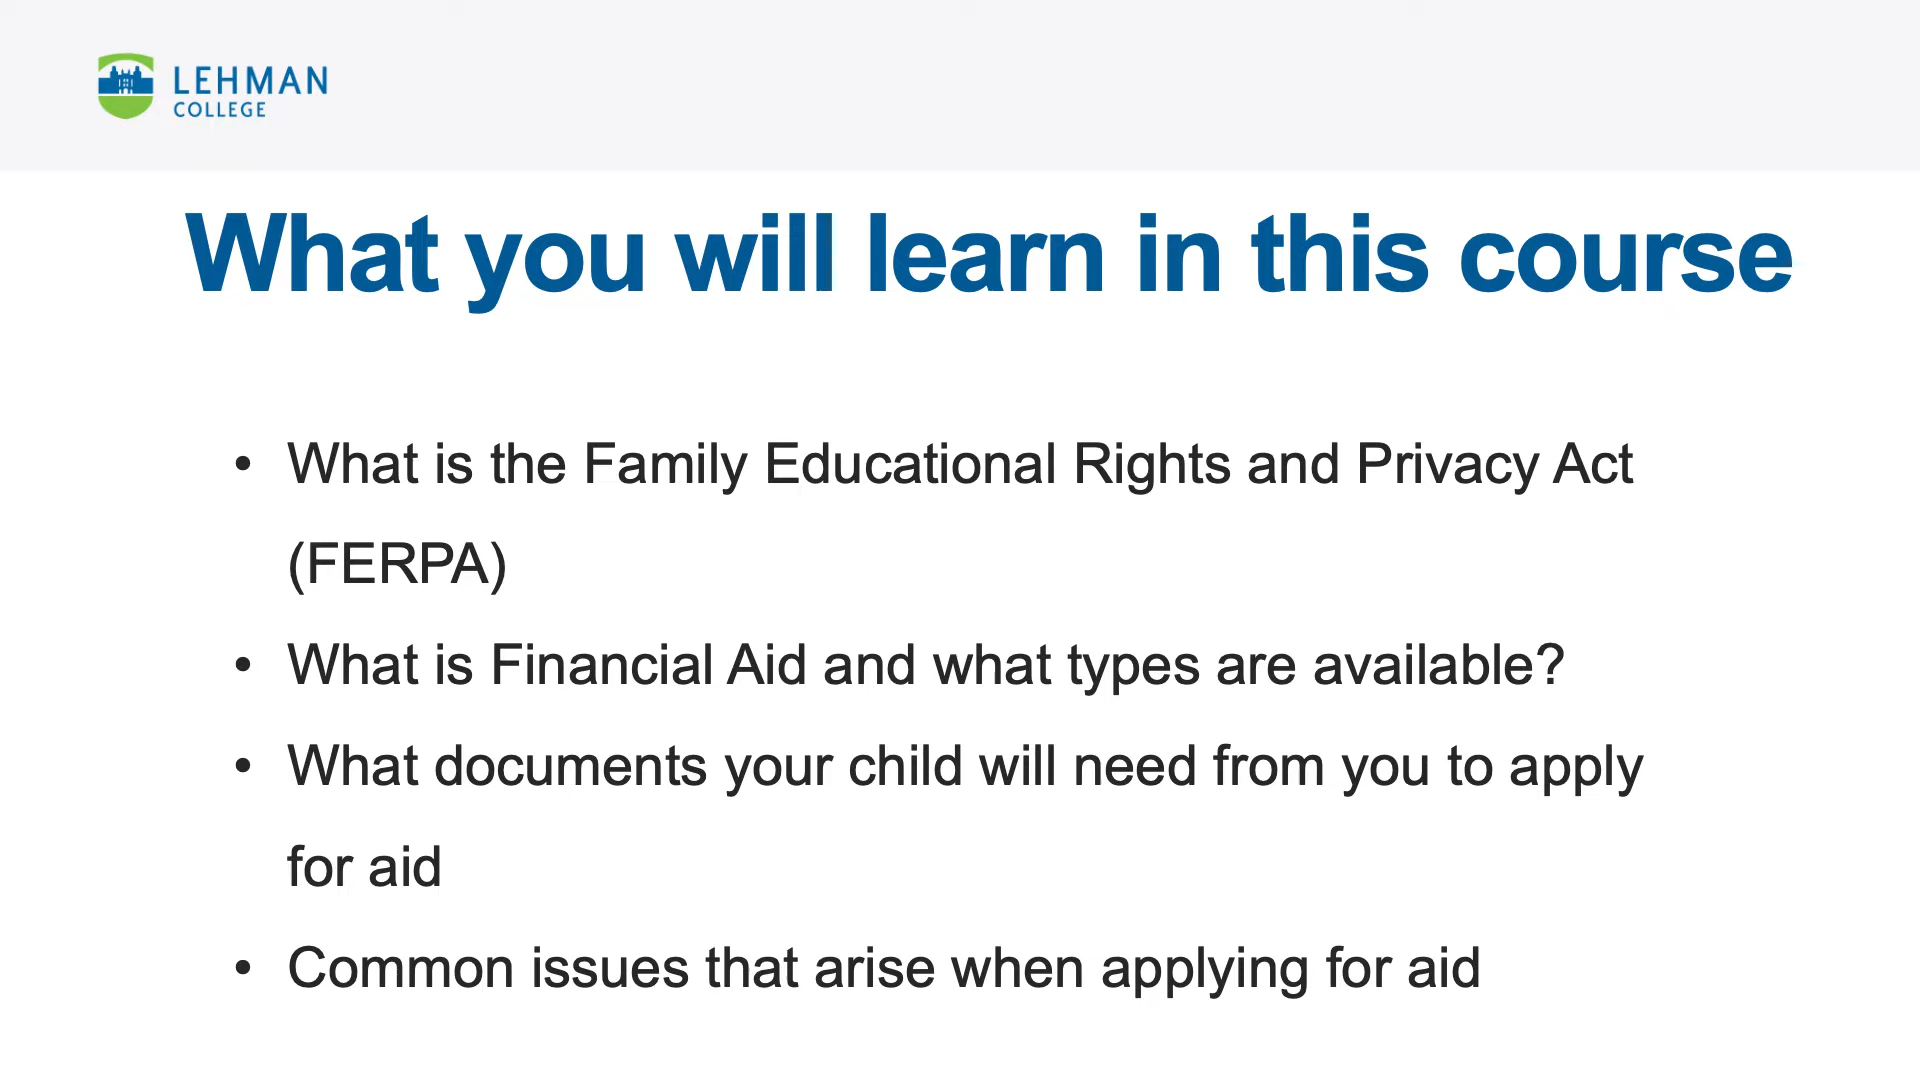 LEHMAN
COLLEGE
What you will learn in this course
• What is the Family Educational Rights and Privacy Act
(FERPA)
• What is Financial Aid and what types are available?
• What documents your child will need from you to apply
for aid
• Common issues that arise when applying for aid